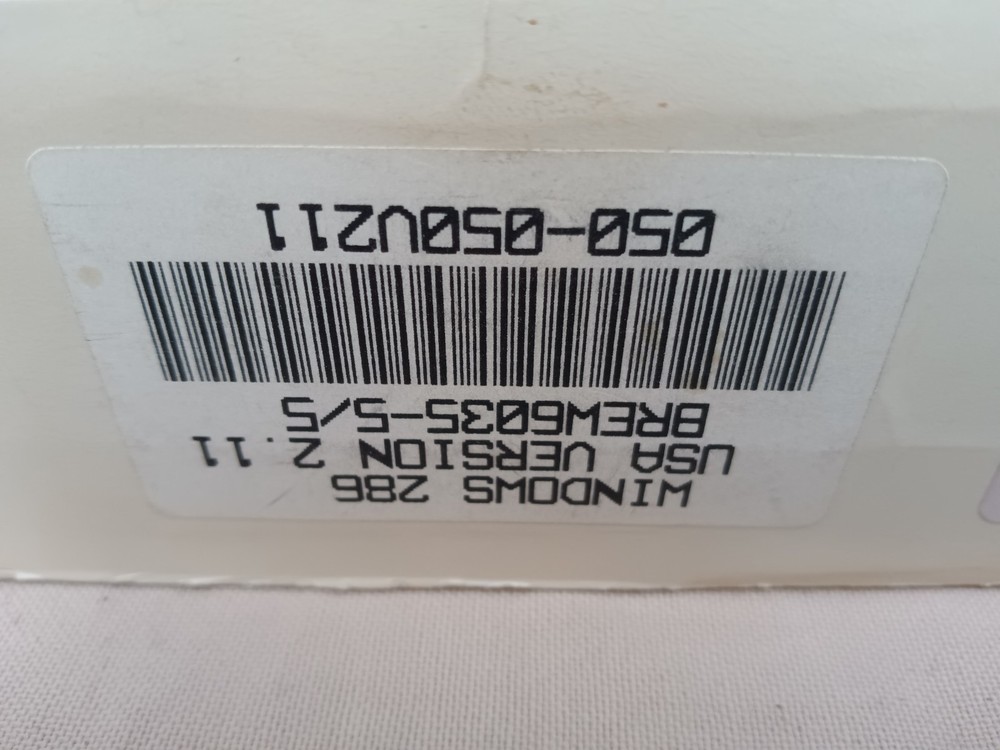 WINDOWS 286
USA VERSION 2.11
BREW6035-5/5
050-050V211